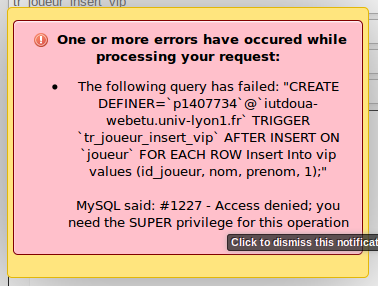 tr_joueur_insert_vip
One or more errors have occured while
processing your request:
• The following query has failed: "CREATE
DEFINER=`p1407734`@`iutdoua-
webetu.univ-lyon1.fr` TRIGGER
`tr_joueur_insert_vip` AFTER INSERT ON
`joueur` FOR EACH ROW Insert Into vip
values (id_joueur, nom, prenom, 1);"
MySQL said: #1227 - Access denied; you
need the SUPER privilege for this operation
Click to dismiss this notificat